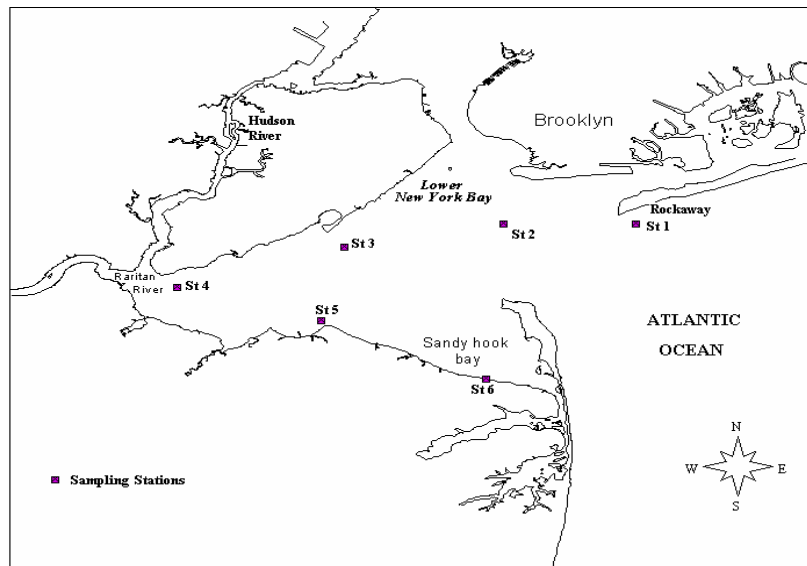 Brooklyn
Hudson
River
Lower
New York Bay
Rockaway
St 1
St 2
St 3
Raritan
River
St 4
St 5
ATLANTIC
OCEAN
Sandy hook
bay
St 6
N
W
E
S
Sampling Stations